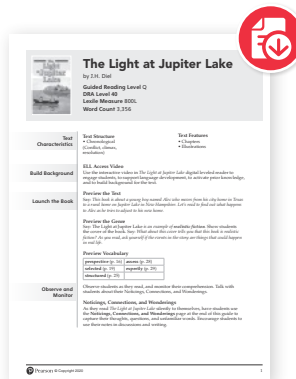 The Light at Jupiter Lake
by J.H. Diel
Guided Reading Level Q
DRA Level 40
Lexile Measure 800L
Word Count 3,356
Text
Characteristics
Text Structure
• Chronological
(Conflict, climax,
resolution)
Text Features
• Chapters
• Illustrations
Build Background
ELL Access Video
Use the interactive video in The Light at Jupiter Lake digital leveled reader to
engage students, to support language development, to activate prior knowledge,
and to build background for the text.
Launch the Book
Preview the Text
Say: This book is about a young boy named Alec who moves from his city home in Texas
to a rural home on Jupiter Lake in New Hampshire. Let's need to find out what happens
to Alec as he tries to adjust to his new home.
Preview the Genre
Say: The Light at Jupiter Lake is an example of realistic fiction. Show students
the cover of the book. Say: What about this cover tells you that this book is realistic
fiction? As you read, ask yourself if the events in the story are things that could happen
in real life.
Preview Vocabulary
perspective (p. 16)
access (p. 28)
selected (p. 19)
expertly (p. 29)
structured (p. 29)
Observe and
Monitor
Observe students as they read, and monitor their comprehension. Talk with
students about their Noticings, Connections, and Wonderings.
Noticings, Connections, and Wonderings
As they read The Light at Jupiter Lake silently to themselves, have students use
the Noticings, Connections, and Wonderings page at the end of this guide to
capture their thoughts, questions, and unfamiliar words. Encourage students to
use their notes in discussions and writing.
Pearson © Copyright 2020
1